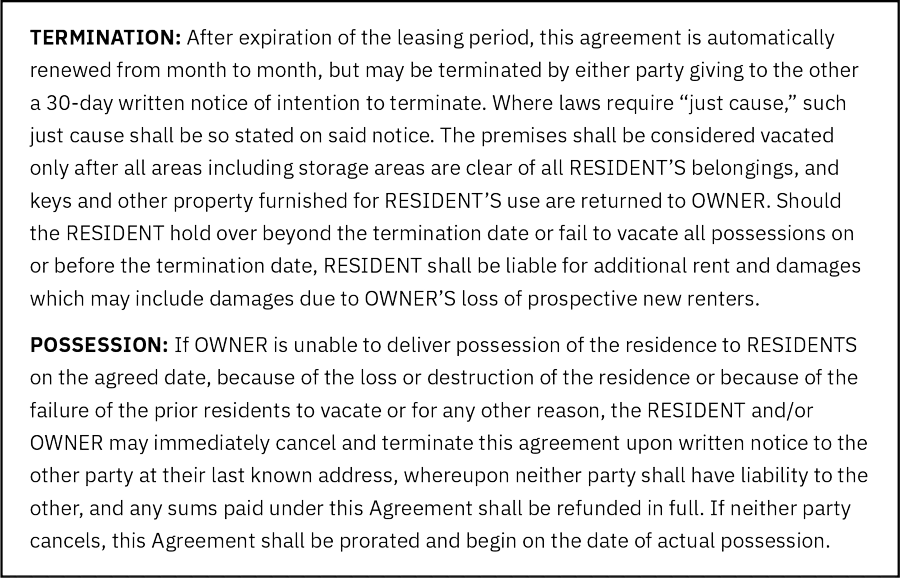 TERMINATION: After expiration of the leasing period, this agreement is automatically
renewed from month to month, but may be terminated by either party giving to the other
a 30-day written notice of intention to terminate. Where laws require “just cause,” such
just cause shall be so stated on said notice. The premises shall be considered vacated
only after all areas including storage areas are clear of all RESIDENT’S belongings, and
keys and other property furnished for RESIDENT’S use are returned to OWNER. Should
the RESIDENT hold over beyond the termination date or fail to vacate all possessions on
or before the termination date, RESIDENT shall be liable for additional rent and damages
which may include damages due to OWNER’S loss of prospective new renters.
POSSESSION: If OWNER is unable to deliver possession of the residence to RESIDENTS
on the agreed date, because of the loss or destruction of the residence or because of the
failure of the prior residents to vacate or for any other reason, the RESIDENT and/or
OWNER may immediately cancel and terminate this agreement upon written notice to the
other party at their last known address, whereupon neither party shall have liability to the
other, and any sums paid under this Agreement shall be refunded in full. If neither party
cancels, this Agreement shall be prorated and begin on the date of actual possession.